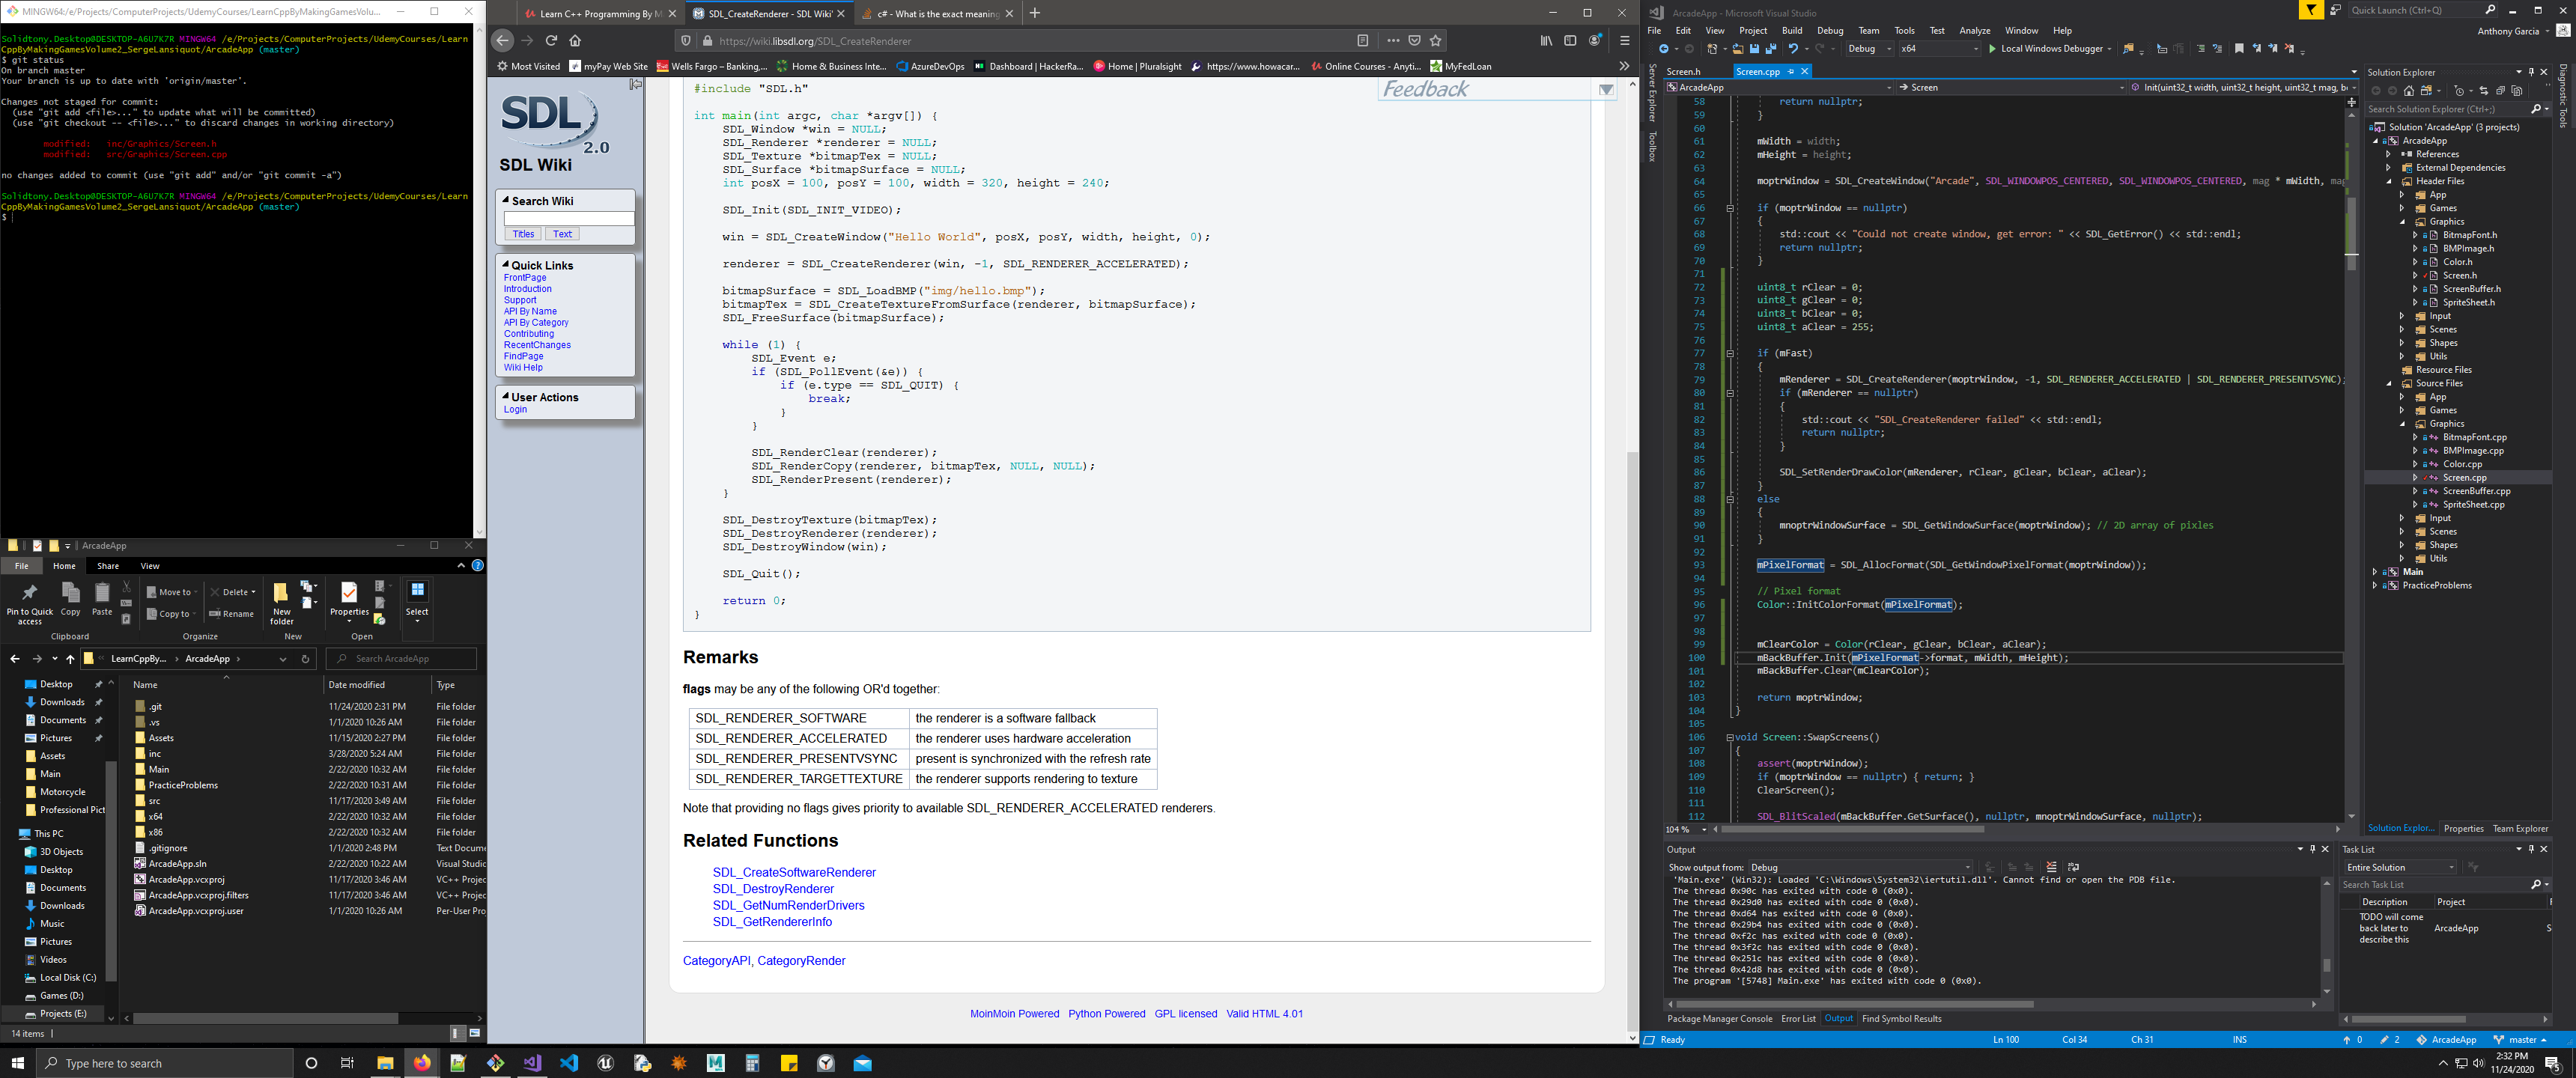 MINGW64:/e/Projects/ComputerProjects/UdemyCourses/LearnCppByMakingGamesVolu...
Solidtony.Desktop@DESKTOP-A6U7K7R MINGW64 /e/Projects/ComputerProjects/UdemyCourses/Learn
CppByMakingGamesVolume2_SergeLansiquot/ArcadeApp (master)
$ git status
On branch master
Your branch is up to date with 'origin/master'.
Changes not staged for commit:
(use "git add <file>..." to update what will be committed)
(use "git checkout -- <file>..." to discard changes in working directory)
modified:   inc/Graphics/Screen.h
modified:   src/Graphics/Screen.cpp
no changes added to commit (use "git add" and/or "git commit -a")
Solidtony.Desktop@DESKTOP-A6U7K7R MINGW64 /e/Projects/ComputerProjects/UdemyCourses/Learn
CppByMakingGamesVolume2_SergeLansiquot/ArcadeApp (master)
$
ArcadeApp
File Home Share View
Pin to Quick access Copy Paste Move to Copy to Delete Rename New folder Properties Select
Clipboard Organize New Open
LearnCppBy... > ArcadeApp > Search ArcadeApp
Desktop
Downloads
Documents
Pictures
Assets
Main
Motorcycle
Professional Pict
This PC
3D Objects
Desktop
Documents
Downloads
Music
Pictures
Videos
Local Disk (C:)
Games (D:)
Projects (E:)
Name Date modified Type
.git 11/24/2020 2:31 PM File folder
.vs 1/1/2020 10:26 AM File folder
Assets 11/15/2020 2:27 PM File folder
inc 3/28/2020 5:24 AM File folder
Main 2/22/2020 10:32 AM File folder
PracticeProblems 2/22/2020 10:31 AM File folder
src 11/17/2020 3:49 AM File folder
x64 2/22/2020 10:32 AM File folder
x86 2/22/2020 10:32 AM File folder
.gitignore 1/1/2020 2:48 PM Text Docume
ArcadeApp.sln 2/22/2020 10:22 AM Visual Studio
ArcadeApp.vcxproj 11/17/2020 3:46 AM VC++ Projec
ArcadeApp.vcxproj.filters 11/17/2020 3:46 AM VC++ Projec
ArcadeApp.vcxproj.user 1/1/2020 10:26 AM Per-User Pro
14 items
Learn C++ Programming By M SDL_CreateRenderer - SDL Wiki c# - What is the exact meaning
https://wiki.libsdl.org/SDL_CreateRenderer
Most Visited myPay Web Site Wells Fargo – Banking,... Home & Business Inte... AzureDevOps Dashboard | HackerRa... Home | Pluralsight https://www.howacar... Online Courses - Anyti... MyFedLoan
SDL 2.0
SDL Wiki
Search Wiki
Titles Text
Quick Links
FrontPage
Introduction
Support
API By Name
API By Category
Contributing
RecentChanges
FindPage
Wiki Help
User Actions
Login
Feedback
#include "SDL.h"
int main(int argc, char *argv[]) {
SDL_Window *win = NULL;
SDL_Renderer *renderer = NULL;
SDL_Texture *bitmapTex = NULL;
SDL_Surface *bitmapSurface = NULL;
int posX = 100, posY = 100, width = 320, height = 240;
SDL_Init(SDL_INIT_VIDEO);
win = SDL_CreateWindow("Hello World", posX, posY, width, height, 0);
renderer = SDL_CreateRenderer(win, -1, SDL_RENDERER_ACCELERATED);
bitmapSurface = SDL_LoadBMP("img/hello.bmp");
bitmapTex = SDL_CreateTextureFromSurface(renderer, bitmapSurface);
SDL_FreeSurface(bitmapSurface);
while (1) {
SDL_Event e;
if (SDL_PollEvent(&e)) {
if (e.type == SDL_QUIT) {
break;
}
}
SDL_RenderClear(renderer);
SDL_RenderCopy(renderer, bitmapTex, NULL, NULL);
SDL_RenderPresent(renderer);
}
SDL_DestroyTexture(bitmapTex);
SDL_DestroyRenderer(renderer);
SDL_DestroyWindow(win);
SDL_Quit();
return 0;
}
Remarks
flags may be any of the following OR'd together:
SDL_RENDERER_SOFTWARE the renderer is a software fallback
SDL_RENDERER_ACCELERATED the renderer uses hardware acceleration
SDL_RENDERER_PRESENTVSYNC present is synchronized with the refresh rate
SDL_RENDERER_TARGETTEXTURE the renderer supports rendering to texture
Note that providing no flags gives priority to available SDL_RENDERER_ACCELERATED renderers.
Related Functions
SDL_CreateSoftwareRenderer
SDL_DestroyRenderer
SDL_GetNumRenderDrivers
SDL_GetRendererInfo
CategoryAPI, CategoryRender
MoinMoin Powered Python Powered GPL licensed Valid HTML 4.01
ArcadeApp - Microsoft Visual Studio Quick Launch (Ctrl+Q)
File Edit View Project Build Debug Team Tools Test Analyze Window Help Anthony Garcia
Debug x64 Local Windows Debugger
Server Explorer Toolbox
Screen.h Screen.cpp
ArcadeApp Screen Init(uint32_t width, uint32_t height, uint32_t mag, b
58 return nullptr;
59 }
60
61 mWidth = width;
62 mHeight = height;
63
64 moptrWindow = SDL_CreateWindow("Arcade", SDL_WINDOWPOS_CENTERED, SDL_WINDOWPOS_CENTERED, mag * mWidth, mag
65
66 if (moptrWindow == nullptr)
67 {
68 std::cout << "Could not create window, get error: " << SDL_GetError() << std::endl;
69 return nullptr;
70 }
71
72 uint8_t rClear = 0;
73 uint8_t gClear = 0;
74 uint8_t bClear = 0;
75 uint8_t aClear = 255;
76
77 if (mFast)
78 {
79 mRenderer = SDL_CreateRenderer(moptrWindow, -1, SDL_RENDERER_ACCELERATED | SDL_RENDERER_PRESENTVSYNC);
80 if (mRenderer == nullptr)
81 {
82 std::cout << "SDL_CreateRenderer failed" << std::endl;
83 return nullptr;
84 }
85
86 SDL_SetRenderDrawColor(mRenderer, rClear, gClear, bClear, aClear);
87 }
88 else
89 {
90 mnoptrWindowSurface = SDL_GetWindowSurface(moptrWindow); // 2D array of pixles
91 }
92
93 mPixelFormat = SDL_AllocFormat(SDL_GetWindowPixelFormat(moptrWindow));
94
95 // Pixel format
96 Color::InitColorFormat(mPixelFormat);
97
98
99 mClearColor = Color(rClear, gClear, bClear, aClear);
100 mBackBuffer.Init(mPixelFormat->format, mWidth, mHeight);
101 mBackBuffer.Clear(mClearColor);
102
103 return moptrWindow;
104 }
105
106 void Screen::SwapScreens()
107 {
108 assert(moptrWindow);
109 if (moptrWindow == nullptr) { return; }
110 ClearScreen();
111
112 SDL_BlitScaled(mBackBuffer.GetSurface(), nullptr, mnoptrWindowSurface, nullptr);
104 %
Output
Show output from: Debug
'Main.exe' (Win32): Loaded 'C:\Windows\System32\iertutil.dll'. Cannot find or open the PDB file.
The thread 0x90c has exited with code 0 (0x0).
The thread 0x29d0 has exited with code 0 (0x0).
The thread 0xd64 has exited with code 0 (0x0).
The thread 0x29b4 has exited with code 0 (0x0).
The thread 0xf2c has exited with code 0 (0x0).
The thread 0x3f2c has exited with code 0 (0x0).
The thread 0x251c has exited with code 0 (0x0).
The thread 0x42d8 has exited with code 0 (0x0).
The program '[5748] Main.exe' has exited with code 0 (0x0).
Package Manager Console Error List Output Find Symbol Results
Solution Explorer
Search Solution Explorer (Ctrl+;)
Solution 'ArcadeApp' (3 projects)
ArcadeApp
References
External Dependencies
Header Files
App
Games
Graphics
BitmapFont.h
BMPImage.h
Color.h
Screen.h
ScreenBuffer.h
SpriteSheet.h
Input
Scenes
Shapes
Utils
Resource Files
Source Files
App
Games
Graphics
BitmapFont.cpp
BMPImage.cpp
Color.cpp
Screen.cpp
ScreenBuffer.cpp
SpriteSheet.cpp
Input
Scenes
Shapes
Utils
Main
PracticeProblems
Solution Explor... Properties Team Explorer
Diagnostic Tools
Task List
Entire Solution
Search Task List
Description Project
TODO will come back later to describe this ArcadeApp S
Ready Ln 100 Col 34 Ch 31 INS 0 2 ArcadeApp master
Type here to search
2:32 PM
11/24/2020
5